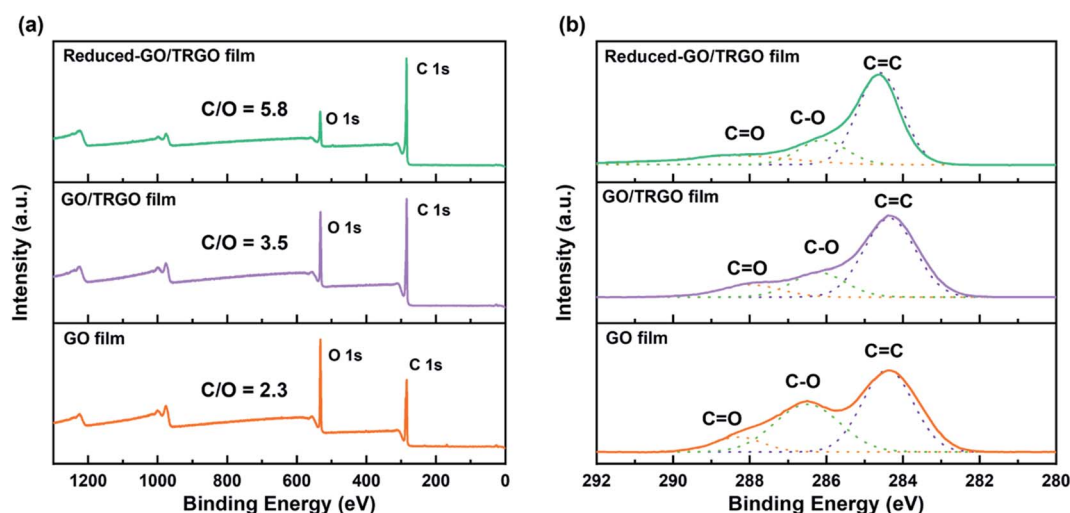 (a)
Reduced-GO/TRGO film
C 1s
C/O = 5.8
O 1s
GO/TRGO film
C 1s
O 1s
C/O = 3.5
GO film
O 1s
C 1s
C/O = 2.3
Intensity (a.u.)
1200 1000 800 600 400 200 0
Binding Energy (eV)
(b)
Reduced-GO/TRGO film
C=C
C-O
C=O
GO/TRGO film
C=C
C-O
C=O
GO film
C=C
C-O
C=O
Intensity (a.u.)
292 290 288 286 284 282 280
Binding Energy (eV)